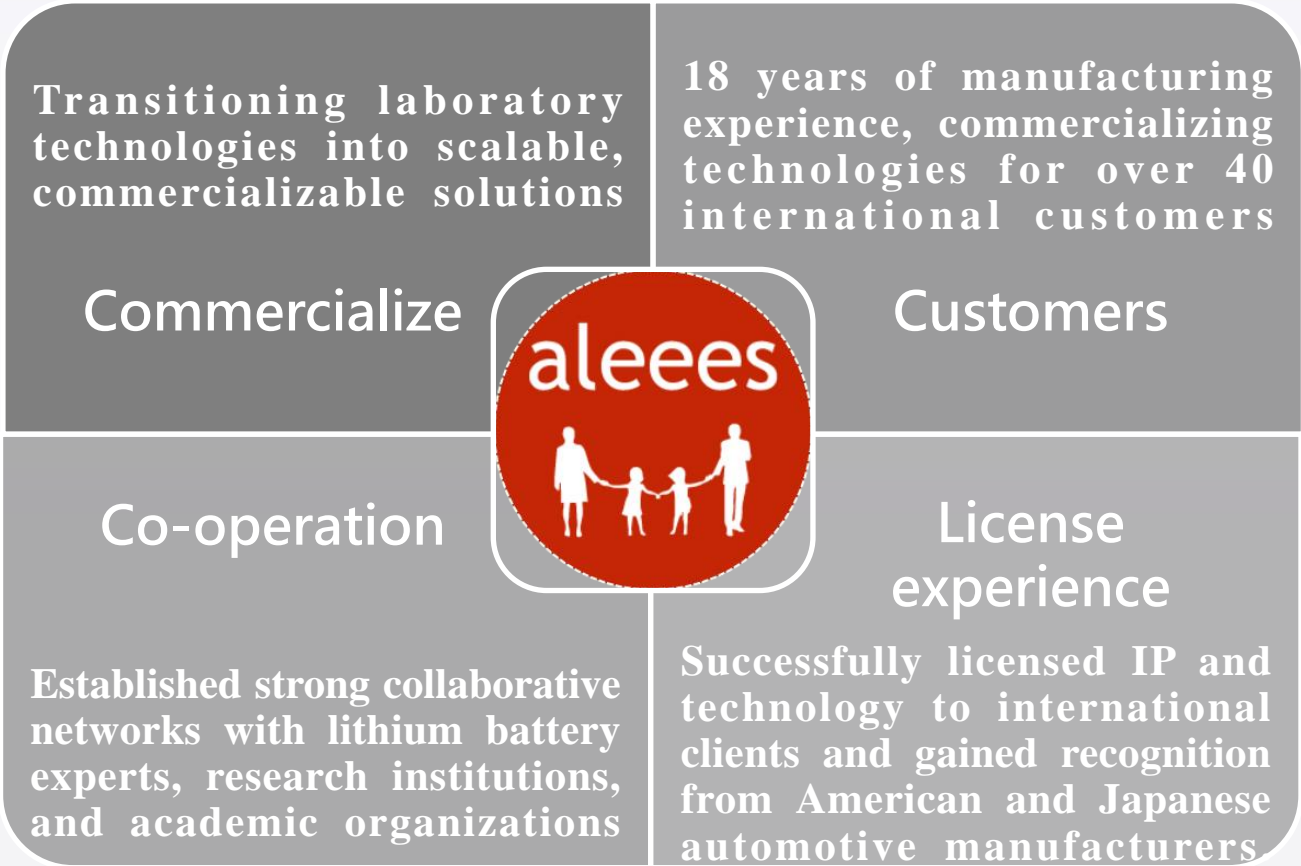 Transitioning laboratory
technologies into scalable,
commercializable solutions
Commercialize
18 years of manufacturing
experience, commercializing
technologies for over 40
international customers
Customers
aleees
Co-operation
Established strong collaborative
networks with lithium battery
experts, research institutions,
and academic organizations
License
experience
Successfully licensed IP and
technology to international
clients and gained recognition
from American and Japanese
automotive manufacturers.